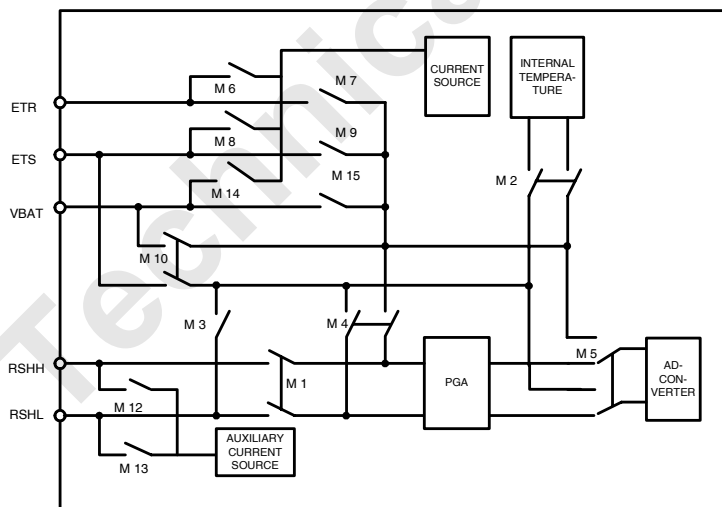 Technica
CURRENT
SOURCE
INTERNAL
TEMPERA-
TURE
M 7
M 6
ETR
M 9
M 8
ETS
M 15
M 14
M 2
VBAT
M 10
M 3
M 4
M 5
RSHH
M 1
PGA
AD-
CON-
VERTER
M 12
RSHL
AUXILIARY
CURRENT
SOURCE
M 13